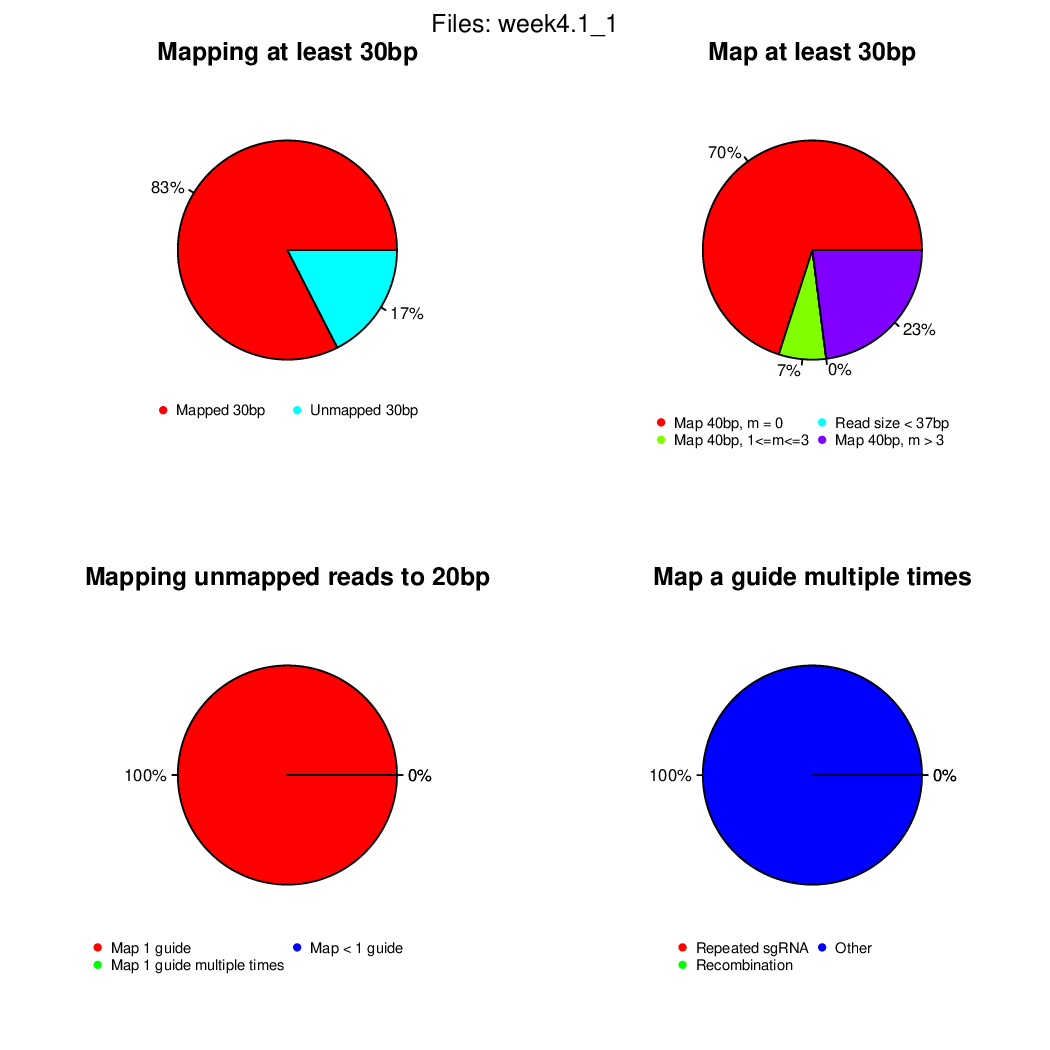 Files: week4.1_1
Mapping at least 30bp
83%
17%
Mapped 30bp
Unmapped 30bp
Map at least 30bp
70%
23%
7%
0%
Map 40bp, m = 0
Read size < 37bp
Map 40bp, 1<=m<=3
Map 40bp, m > 3
Mapping unmapped reads to 20bp
100%
0%
Map 1 guide
Map < 1 guide
Map 1 guide multiple times
Map a guide multiple times
100%
0%
Repeated sgRNA
Other
Recombination